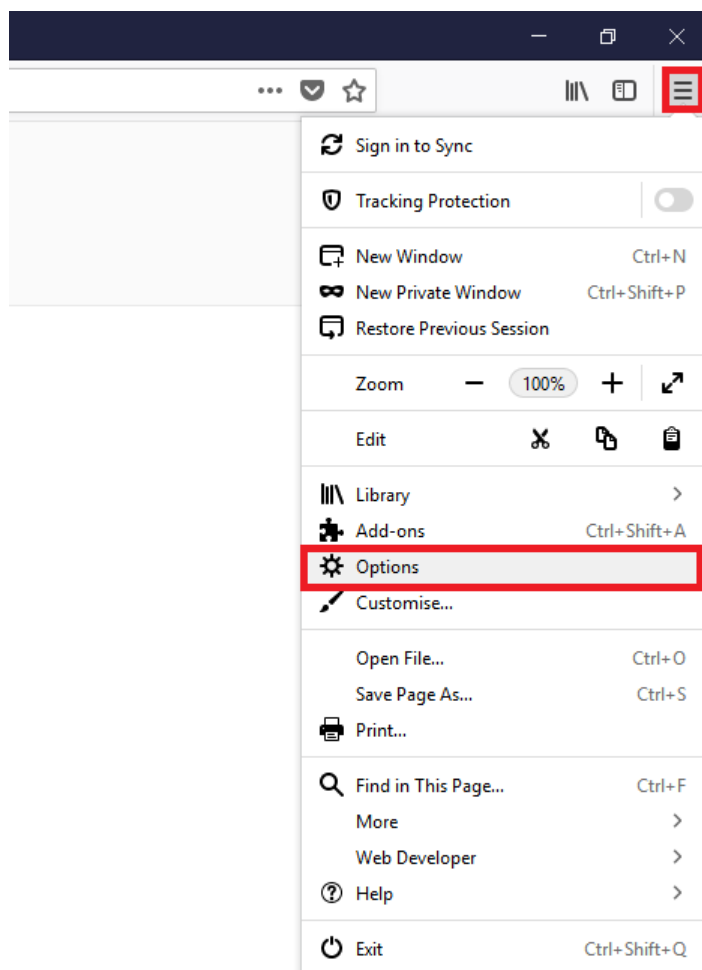 Sign in to Sync
Tracking Protection
New Window Ctrl+N
New Private Window Ctrl+Shift+P
Restore Previous Session
Zoom 100%
Edit
Library
Add-ons Ctrl+Shift+A
Options
Customise...
Open File... Ctrl+O
Save Page As... Ctrl+S
Print...
Find in This Page... Ctrl+F
More
Web Developer
Help
Exit Ctrl+Shift+Q